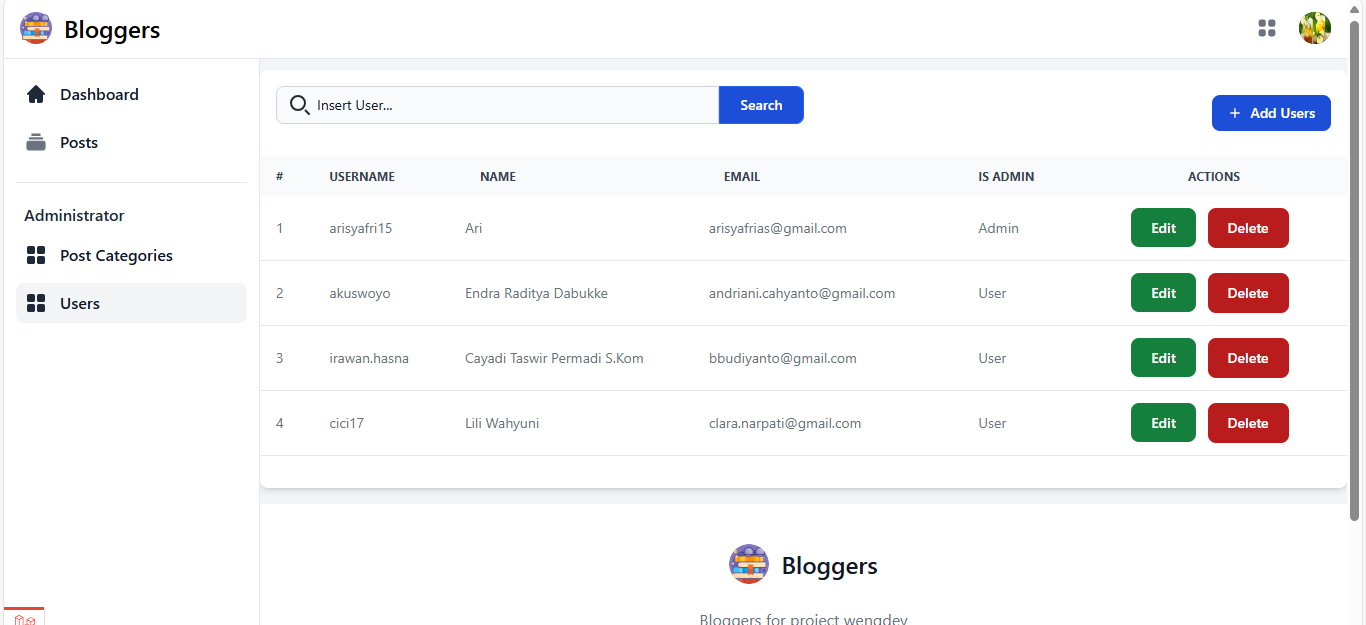 Bloggers
Dashboard
Posts
Administrator
Post Categories
Users
Insert User...
Search
+ Add Users
# USERNAME NAME EMAIL IS ADMIN ACTIONS
1 arisyafri15 Ari arisyafrias@gmail.com Admin Edit Delete
2 akuswoyo Endra Raditya Dabukke andriani.cahyanto@gmail.com User Edit Delete
3 irawan.hasna Cayadi Taswir Permadi S.Kom bbudiyanto@gmail.com User Edit Delete
4 cici17 Lili Wahyuni clara.narpati@gmail.com User Edit Delete
Bloggers
Bloggers for project wengdev